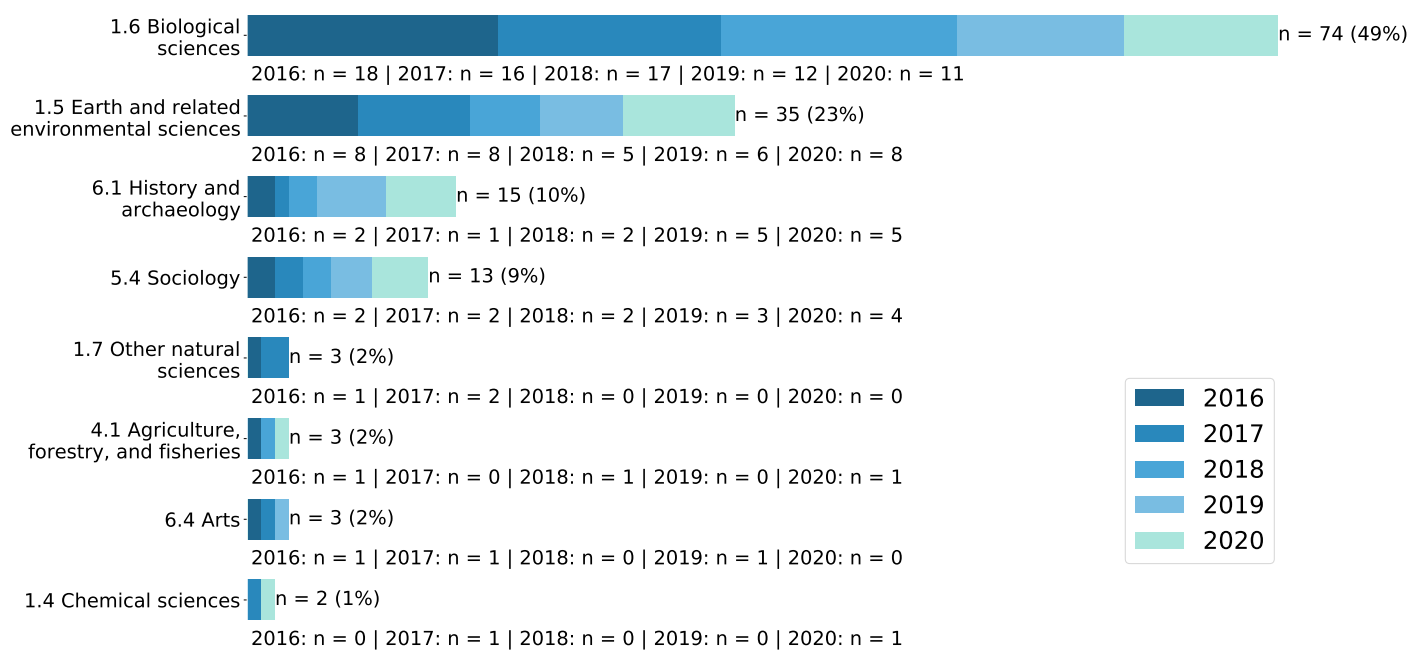 1.6 Biological
sciences
n = 74 (49%)
2016: n = 18 | 2017: n = 16 | 2018: n = 17 | 2019: n = 12 | 2020: n = 11
1.5 Earth and related
environmental sciences
n = 35 (23%)
2016: n = 8 | 2017: n = 8 | 2018: n = 5 | 2019: n = 6 | 2020: n = 8
6.1 History and
archaeology
n = 15 (10%)
2016: n = 2 | 2017: n = 1 | 2018: n = 2 | 2019: n = 5 | 2020: n = 5
5.4 Sociology
n = 13 (9%)
2016: n = 2 | 2017: n = 2 | 2018: n = 2 | 2019: n = 3 | 2020: n = 4
1.7 Other natural
sciences
n = 3 (2%)
2016: n = 1 | 2017: n = 2 | 2018: n = 0 | 2019: n = 0 | 2020: n = 0
4.1 Agriculture,
forestry, and fisheries
n = 3 (2%)
2016: n = 1 | 2017: n = 0 | 2018: n = 1 | 2019: n = 0 | 2020: n = 1
6.4 Arts
n = 3 (2%)
2016: n = 1 | 2017: n = 1 | 2018: n = 0 | 2019: n = 1 | 2020: n = 0
1.4 Chemical sciences
n = 2 (1%)
2016: n = 0 | 2017: n = 1 | 2018: n = 0 | 2019: n = 0 | 2020: n = 1
2016
2017
2018
2019
2020